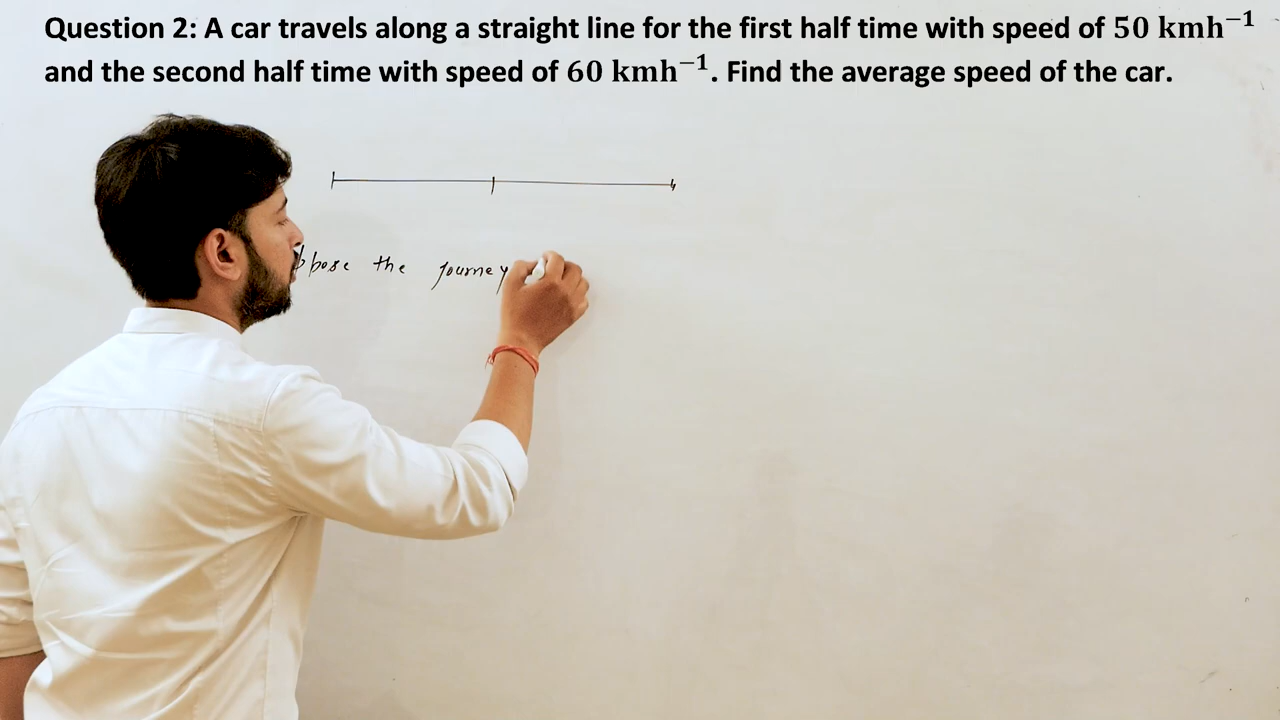 Question 2: A car travels along a straight line for the first half time with speed of 50 kmh⁻¹
and the second half time with speed of 60 kmh⁻¹. Find the average speed of the car.
the journey